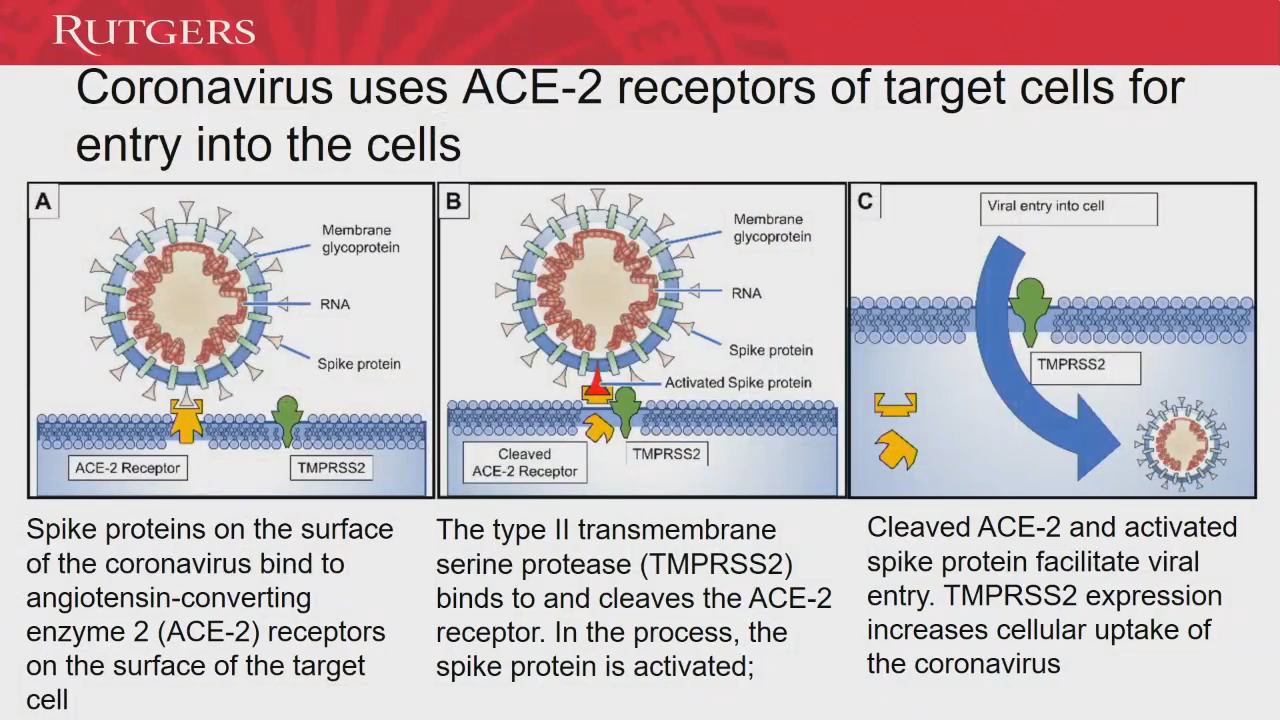 RUTGERS
Coronavirus uses ACE-2 receptors of target cells for
entry into the cells
A
Membrane
glycoprotein
RNA
Spike protein
ACE-2 Receptor
TMPRSS2
B
Membrane
glycoprotein
RNA
Spike protein
Activated Spike protein
Cleaved
ACE-2 Receptor
TMPRSS2
C
Viral entry into cell
TMPRSS2
Spike proteins on the surface
of the coronavirus bind to
angiotensin-converting
enzyme 2 (ACE-2) receptors
on the surface of the target
cell
The type II transmembrane
serine protease (TMPRSS2)
binds to and cleaves the ACE-2
receptor. In the process, the
spike protein is activated;
Cleaved ACE-2 and activated
spike protein facilitate viral
entry. TMPRSS2 expression
increases cellular uptake of
the coronavirus